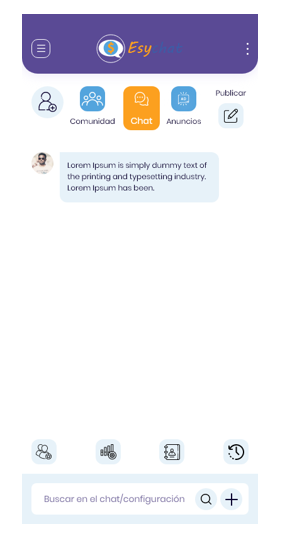 Esy
Publicar
Comunidad
Chat
Anuncios
Lorem Ipsum is simply dummy text of
the printing and typesetting industry.
Lorem Ipsum has been.
Buscar en el chat/configuración